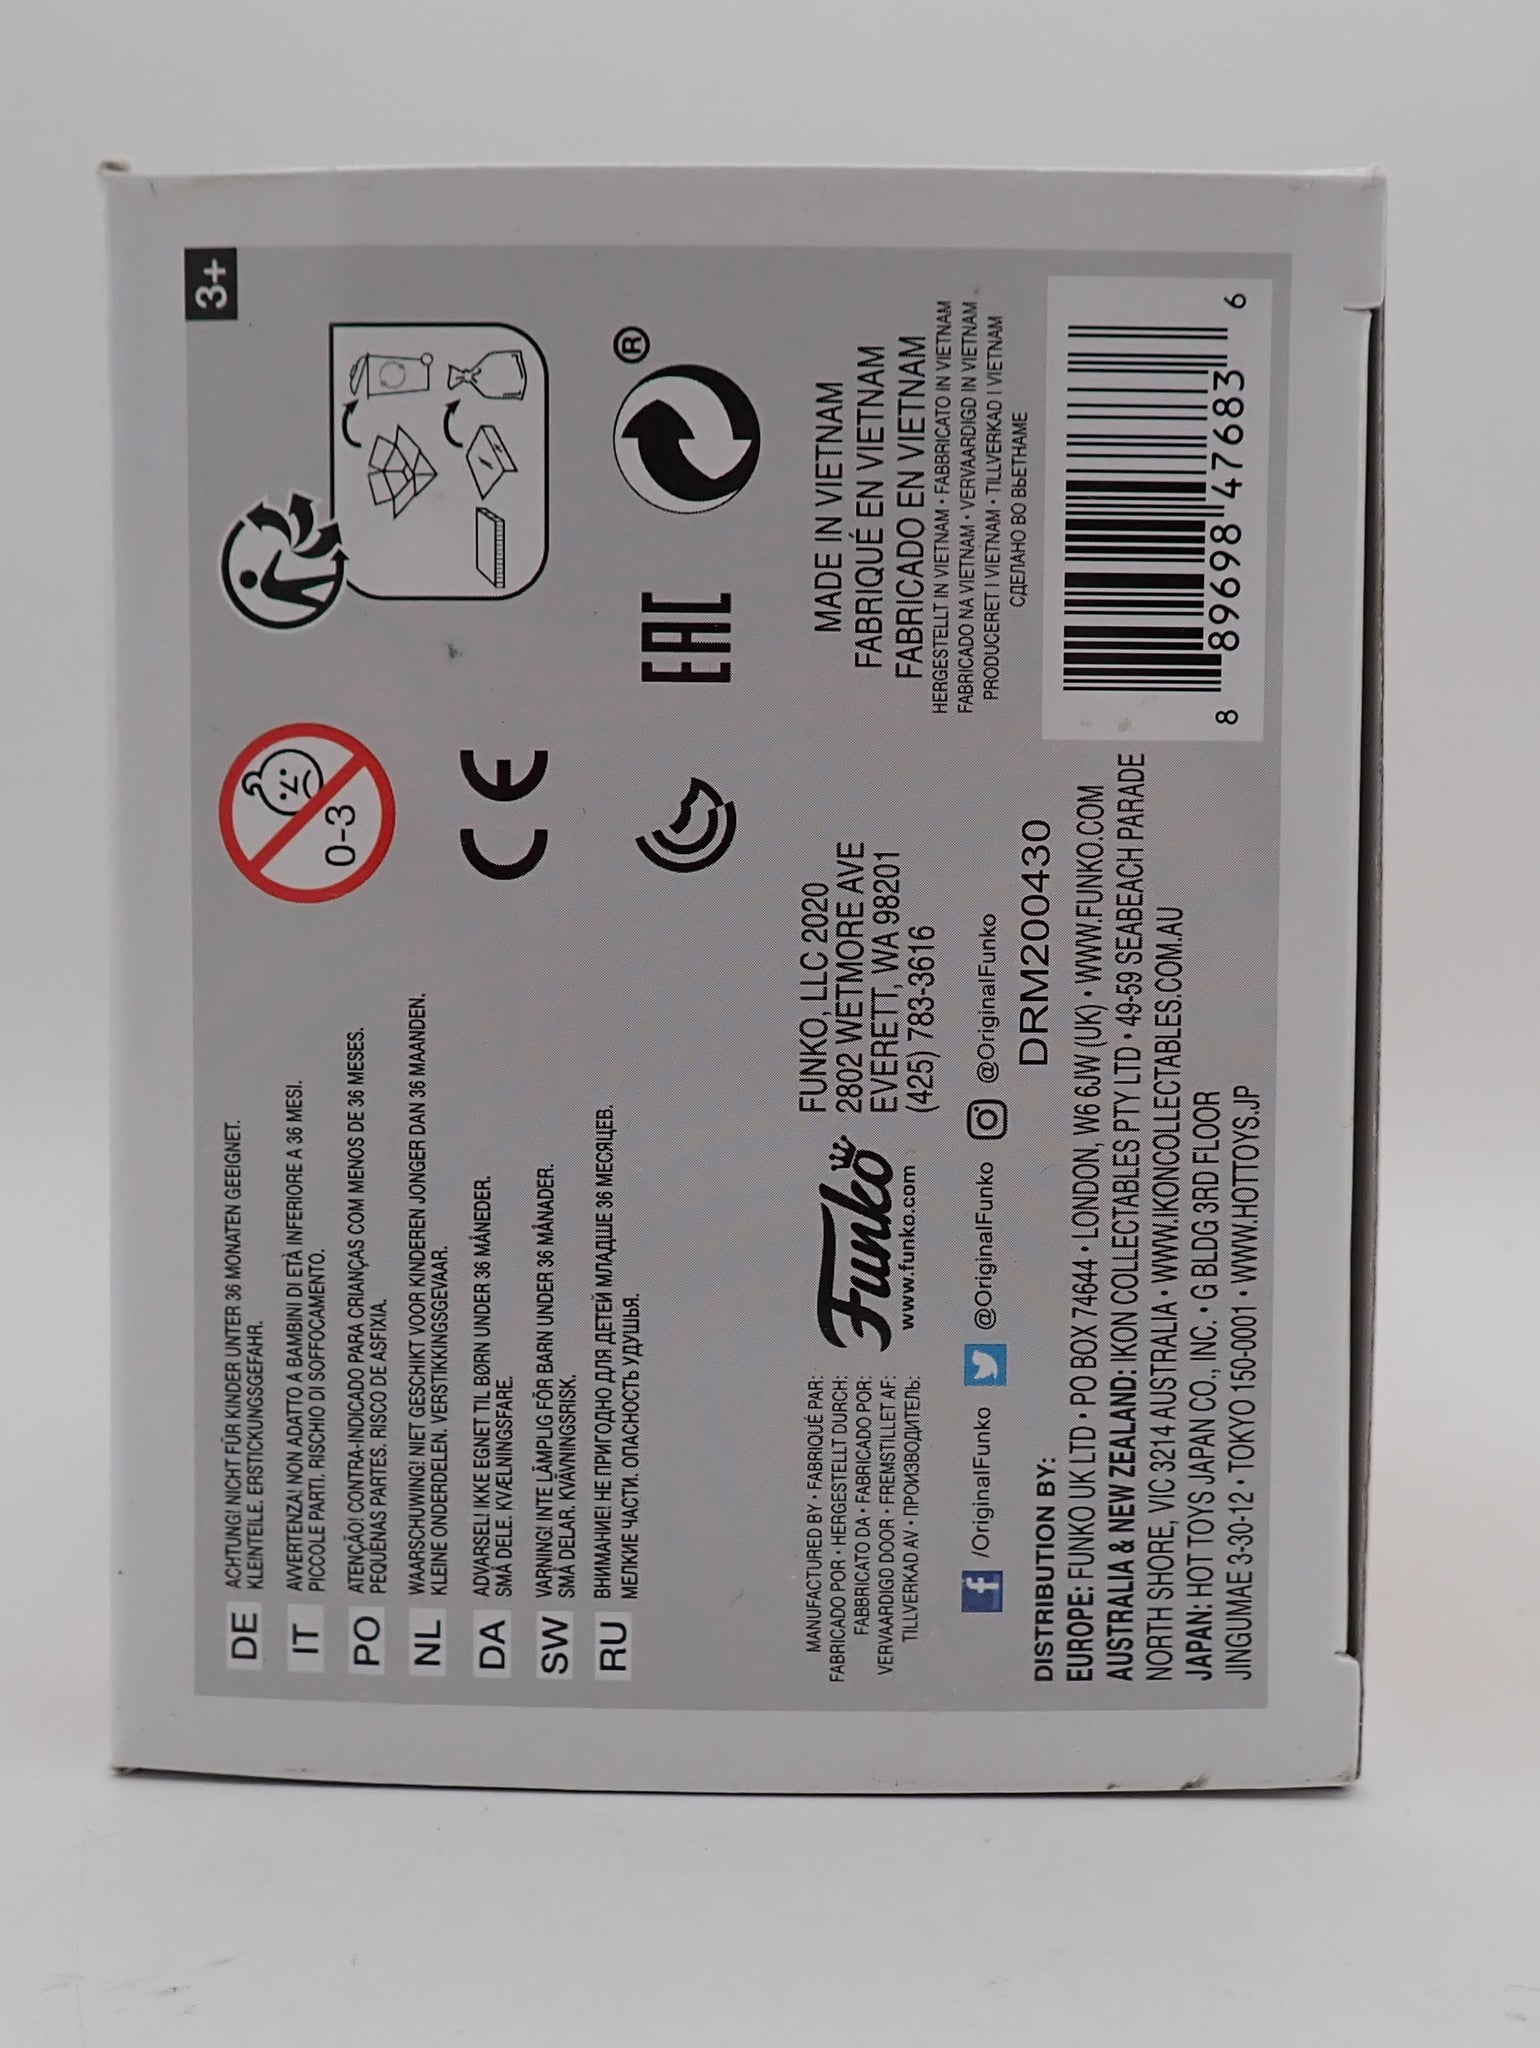 3+
DE ACHTUNG! NICHT FÜR KINDER UNTER 36 MONATEN GEEIGNET.
KLEINTEILE. ERSTICKUNGSGEFAHR.
IT AVVERTENZA! NON ADATTO A BAMBINI DI ETÀ INFERIORE A 36 MESI.
PICCOLE PARTI. RISCHIO DI SOFFOCAMENTO.
PO ATENÇÃO! CONTRA-INDICADO PARA CRIANÇAS COM MENOS DE 36 MESES.
PEQUENAS PARTES. RISCO DE ASFIXIA.
NL WAARSCHUWING! NIET GESCHIKT VOOR KINDEREN JONGER DAN 36 MAANDEN.
KLEINE ONDERDELEN. VERSTIKKINGSGEVAAR.
DA ADVARSEL! IKKE EGNET TIL BØRN UNDER 36 MÅNEDER.
SMÅ DELE. KVÆLNINGSFARE.
SW VARNING! INTE LÄMPLIG FÖR BARN UNDER 36 MÅNADER.
SMÅ DELAR. KVÄVNINGSRISK.
RU ВНИМАНИЕ! НЕ ПРИГОДНО ДЛЯ ДЕТЕЙ МЛАДШЕ 36 МЕСЯЦЕВ.
МЕЛКИЕ ЧАСТИ. ОПАСНОСТЬ УДУШЬЯ.
0-3
CE
EAC
®
MANUFACTURED BY • FABRIQUÉ PAR:
FABRICADO POR • HERGESTELLT DURCH:
FABBRICATO DA • FABRICADO POR:
VERVAARDIGD DOOR • FREMSTILLET AF:
TILLVERKAD AV • ПРОИЗВОДИТЕЛЬ:
Funko
www.funko.com
FUNKO, LLC 2020
2802 WETMORE AVE
EVERETT, WA 98201
(425) 783-3616
MADE IN VIETNAM
FABRIQUÉ EN VIETNAM
FABRICADO EN VIETNAM
HERGESTELLT IN VIETNAM • FABBRICATO IN VIETNAM
FABRICADO NA VIETNAM • VERVAARDIGD IN VIETNAM
PRODUCERET I VIETNAM • TILLVERKAD I VIETNAM
СДЕЛАНО ВО ВЬЕТНАМЕ
f /OriginalFunko @OriginalFunko @OriginalFunko
DRM200430
DISTRIBUTION BY:
EUROPE: FUNKO UK LTD • PO BOX 74644 • LONDON, W6 6JW (UK) • WWW.FUNKO.COM
AUSTRALIA & NEW ZEALAND: IKON COLLECTABLES PTY LTD • 49-59 SEABEACH PARADE
NORTH SHORE, VIC 3214 AUSTRALIA • WWW.IKONCOLLECTABLES.COM.AU
JAPAN: HOT TOYS JAPAN CO., INC. • G BLDG 3RD FLOOR
JINGUMAE 3-30-12 • TOKYO 150-0001 • WWW.HOTTOYS.JP
8 89698 47683 6